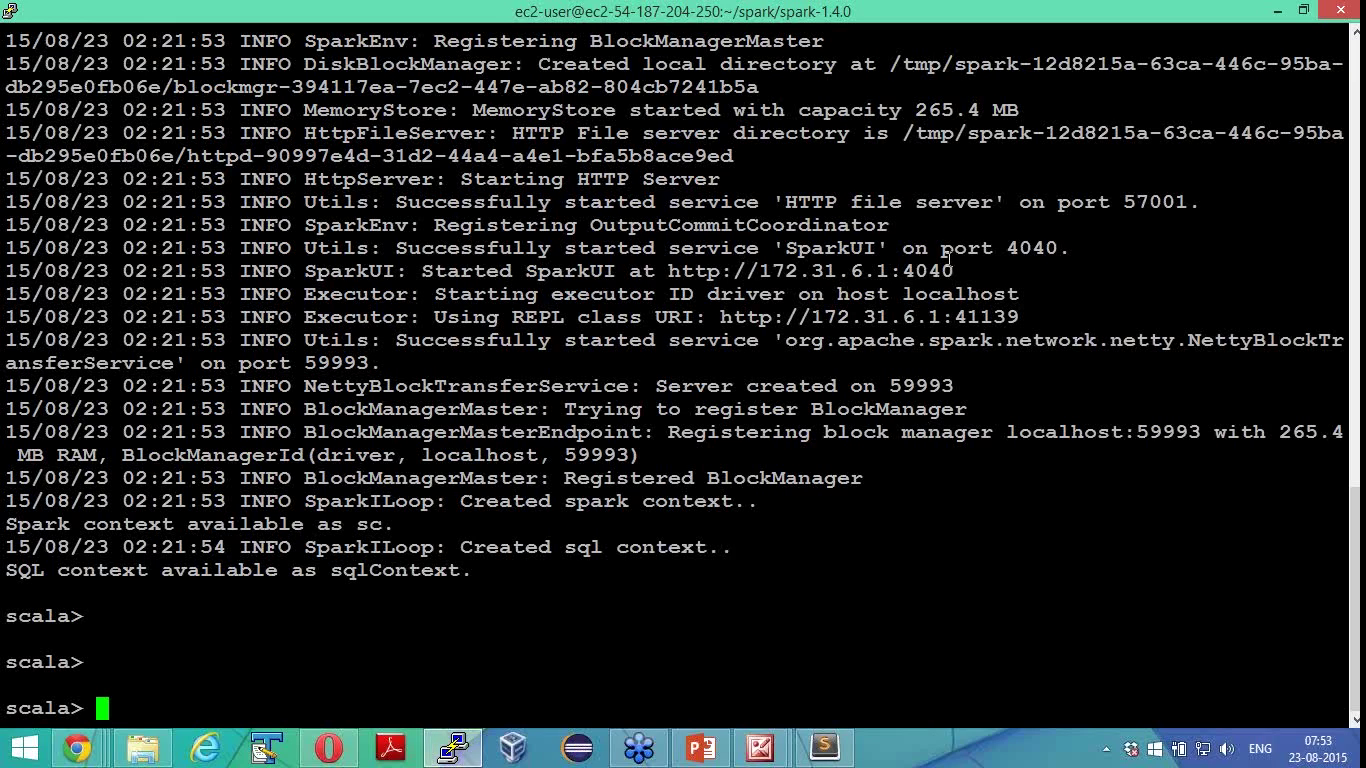 ec2-user@ec2-54-187-204-250:~/spark/spark-1.4.0
15/08/23 02:21:53 INFO SparkEnv: Registering BlockManagerMaster
15/08/23 02:21:53 INFO DiskBlockManager: Created local directory at /tmp/spark-12d8215a-63ca-446c-95ba-
db295e0fb06e/blockmgr-394117ea-7ec2-447e-ab82-804cb7241b5a
15/08/23 02:21:53 INFO MemoryStore: MemoryStore started with capacity 265.4 MB
15/08/23 02:21:53 INFO HttpFileServer: HTTP File server directory is /tmp/spark-12d8215a-63ca-446c-95ba
-db295e0fb06e/httpd-90997e4d-31d2-44a4-a4e1-bfa5b8ace9ed
15/08/23 02:21:53 INFO HttpServer: Starting HTTP Server
15/08/23 02:21:53 INFO Utils: Successfully started service 'HTTP file server' on port 57001.
15/08/23 02:21:53 INFO SparkEnv: Registering OutputCommitCoordinator
15/08/23 02:21:53 INFO Utils: Successfully started service 'SparkUI' on port 4040.
15/08/23 02:21:53 INFO SparkUI: Started SparkUI at http://172.31.6.1:4040
15/08/23 02:21:53 INFO Executor: Starting executor ID driver on host localhost
15/08/23 02:21:53 INFO Executor: Using REPL class URI: http://172.31.6.1:41139
15/08/23 02:21:53 INFO Utils: Successfully started service 'org.apache.spark.network.netty.NettyBlockTr
ansferService' on port 59993.
15/08/23 02:21:53 INFO NettyBlockTransferService: Server created on 59993
15/08/23 02:21:53 INFO BlockManagerMaster: Trying to register BlockManager
15/08/23 02:21:53 INFO BlockManagerMasterEndpoint: Registering block manager localhost:59993 with 265.4
 MB RAM, BlockManagerId(driver, localhost, 59993)
15/08/23 02:21:53 INFO BlockManagerMaster: Registered BlockManager
15/08/23 02:21:53 INFO SparkILoop: Created spark context..
Spark context available as sc.
15/08/23 02:21:54 INFO SparkILoop: Created sql context..
SQL context available as sqlContext.
scala>
scala>
scala>
ENG
07:53
23-08-2015